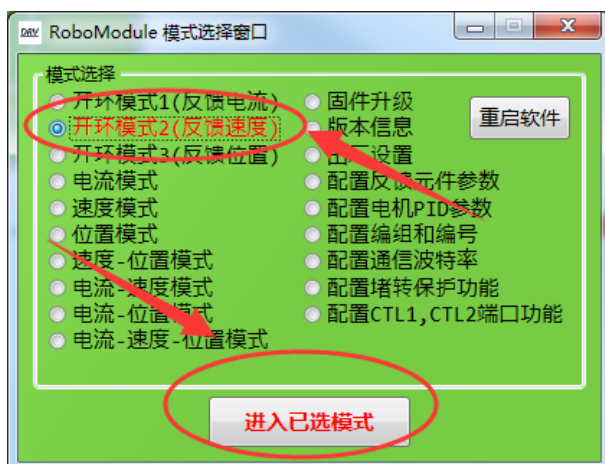 DRV RoboModule 模式选择窗口
模式选择
开环模式1(反馈电流)
开环模式2(反馈速度)
开环模式3(反馈位置)
电流模式
速度模式
位置模式
速度-位置模式
电流-速度模式
电流-位置模式
电流-速度-位置模式
固件升级
版本信息
出厂设置
配置反馈元件参数
配置电机PID参数
配置编组和编号
配置通信波特率
配置堵转保护功能
配置CTL1,CTL2端口功能
重启软件
进入已选模式